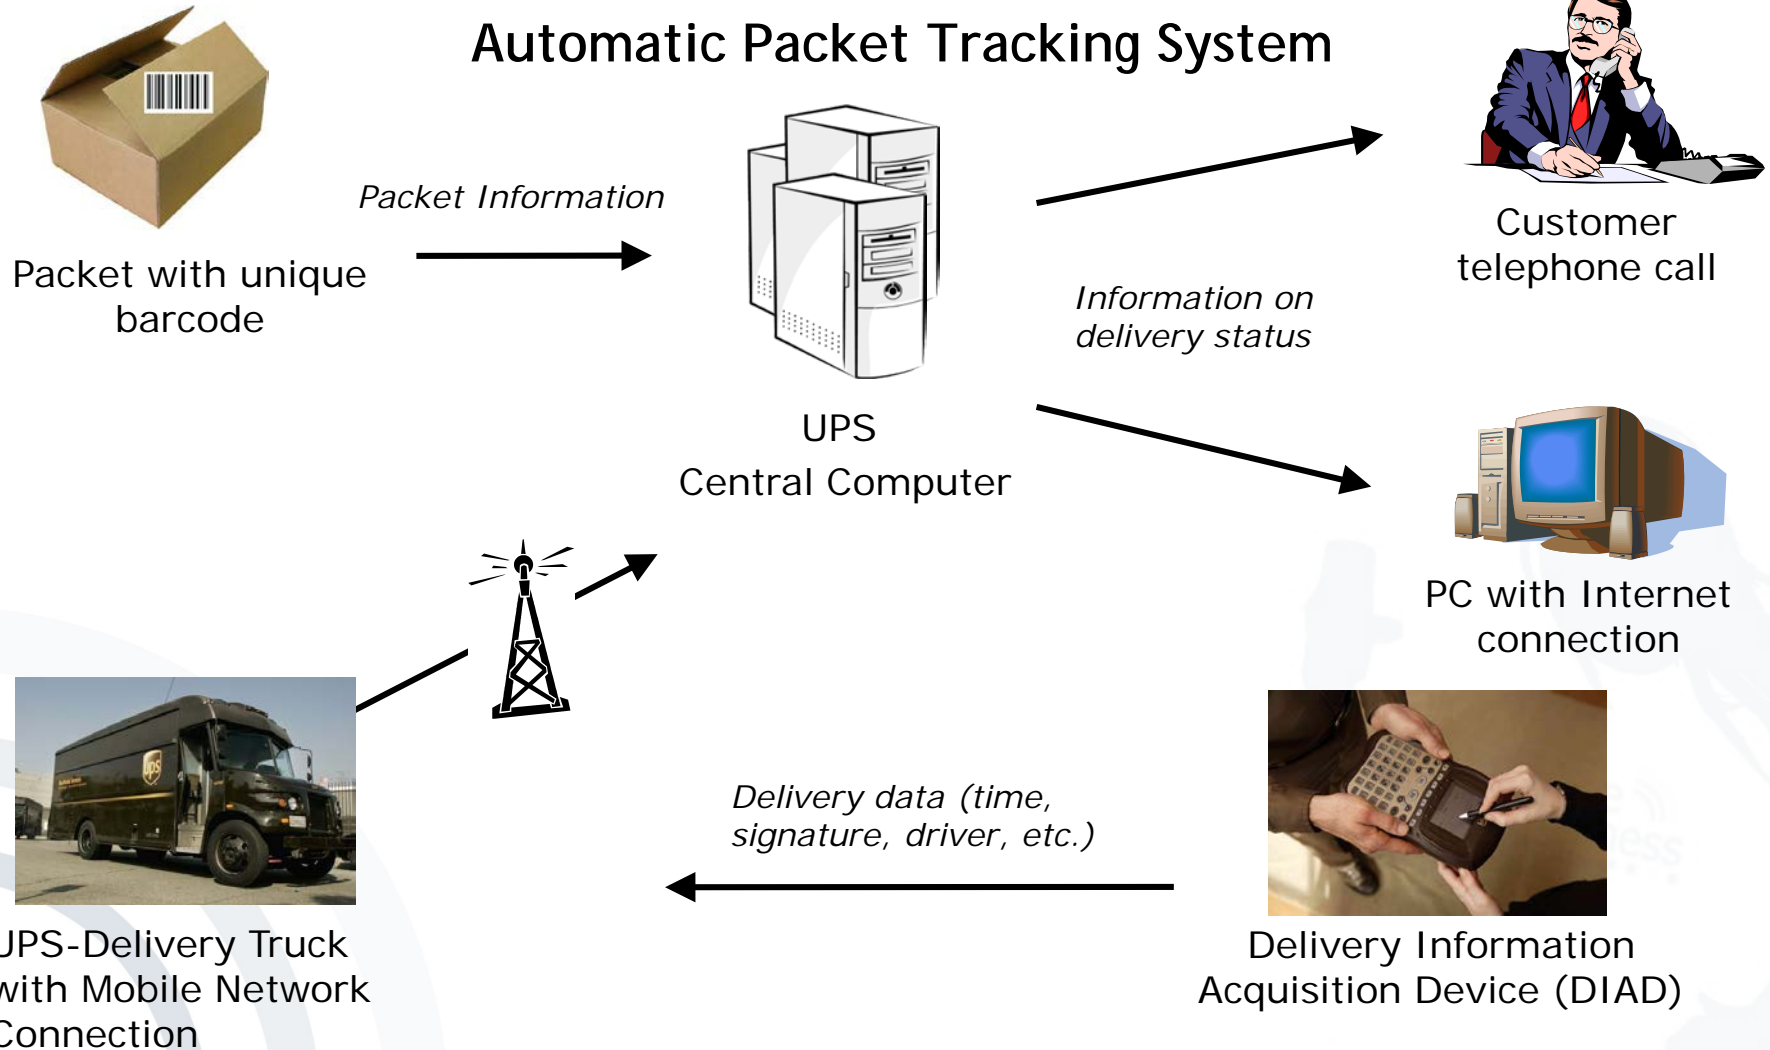 Automatic Packet Tracking System
Packet Information
Packet with unique
barcode
Customer
telephone call
Information on
delivery status
UPS
Central Computer
PC with Internet
connection
ups
Delivery data (time,
signature, driver, etc.)
UPS-Delivery Truck
with Mobile Network
Connection
Delivery Information
Acquisition Device (DIAD)